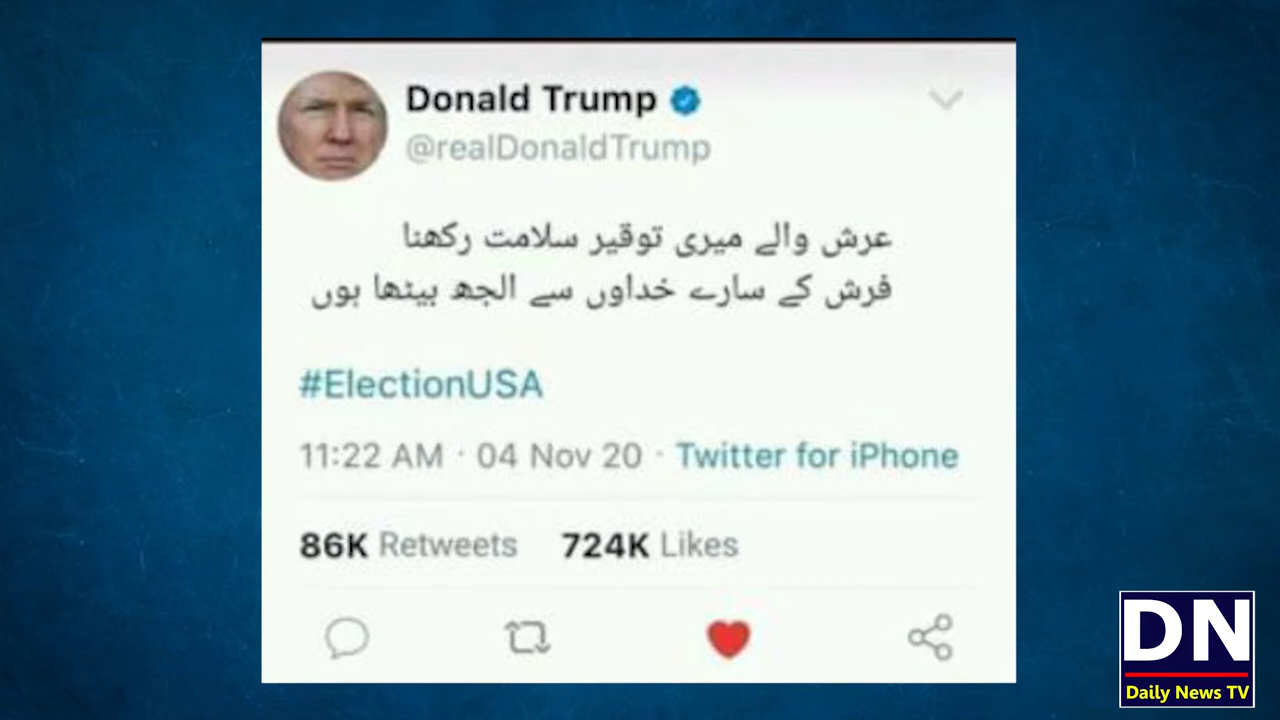 Donald Trump
@realDonaldTrump
عرش والے میری توقیر سلامت رکھنا
فرش کے سارے خداوں سے الجھ بیٹھا ہوں
#ElectionUSA
11:22 AM · 04 Nov 20 · Twitter for iPhone
86K Retweets 724K Likes
DN
Daily News TV